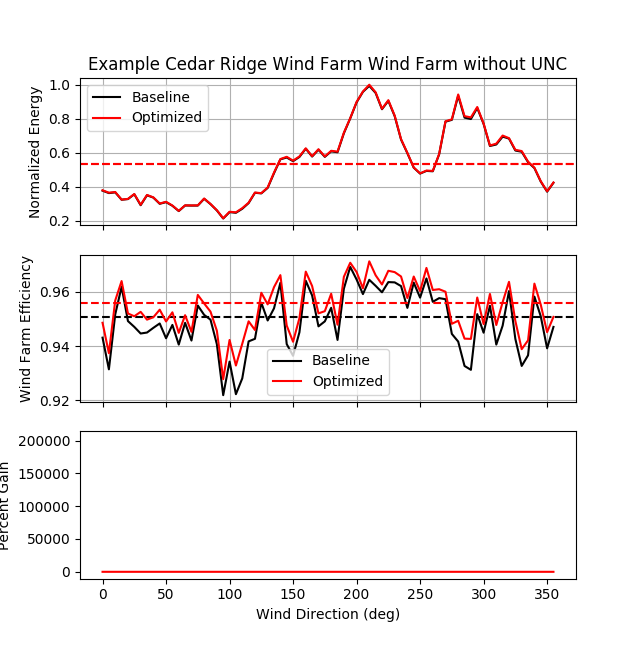 Example Cedar Ridge Wind Farm Wind Farm without UNC
Normalized Energy
1.0
0.8
0.6
0.4
0.2
Baseline
Optimized
Wind Farm Efficiency
0.96
0.94
0.92
Baseline
Optimized
Percent Gain
200000
150000
100000
50000
0
0 50 100 150 200 250 300 350
Wind Direction (deg)